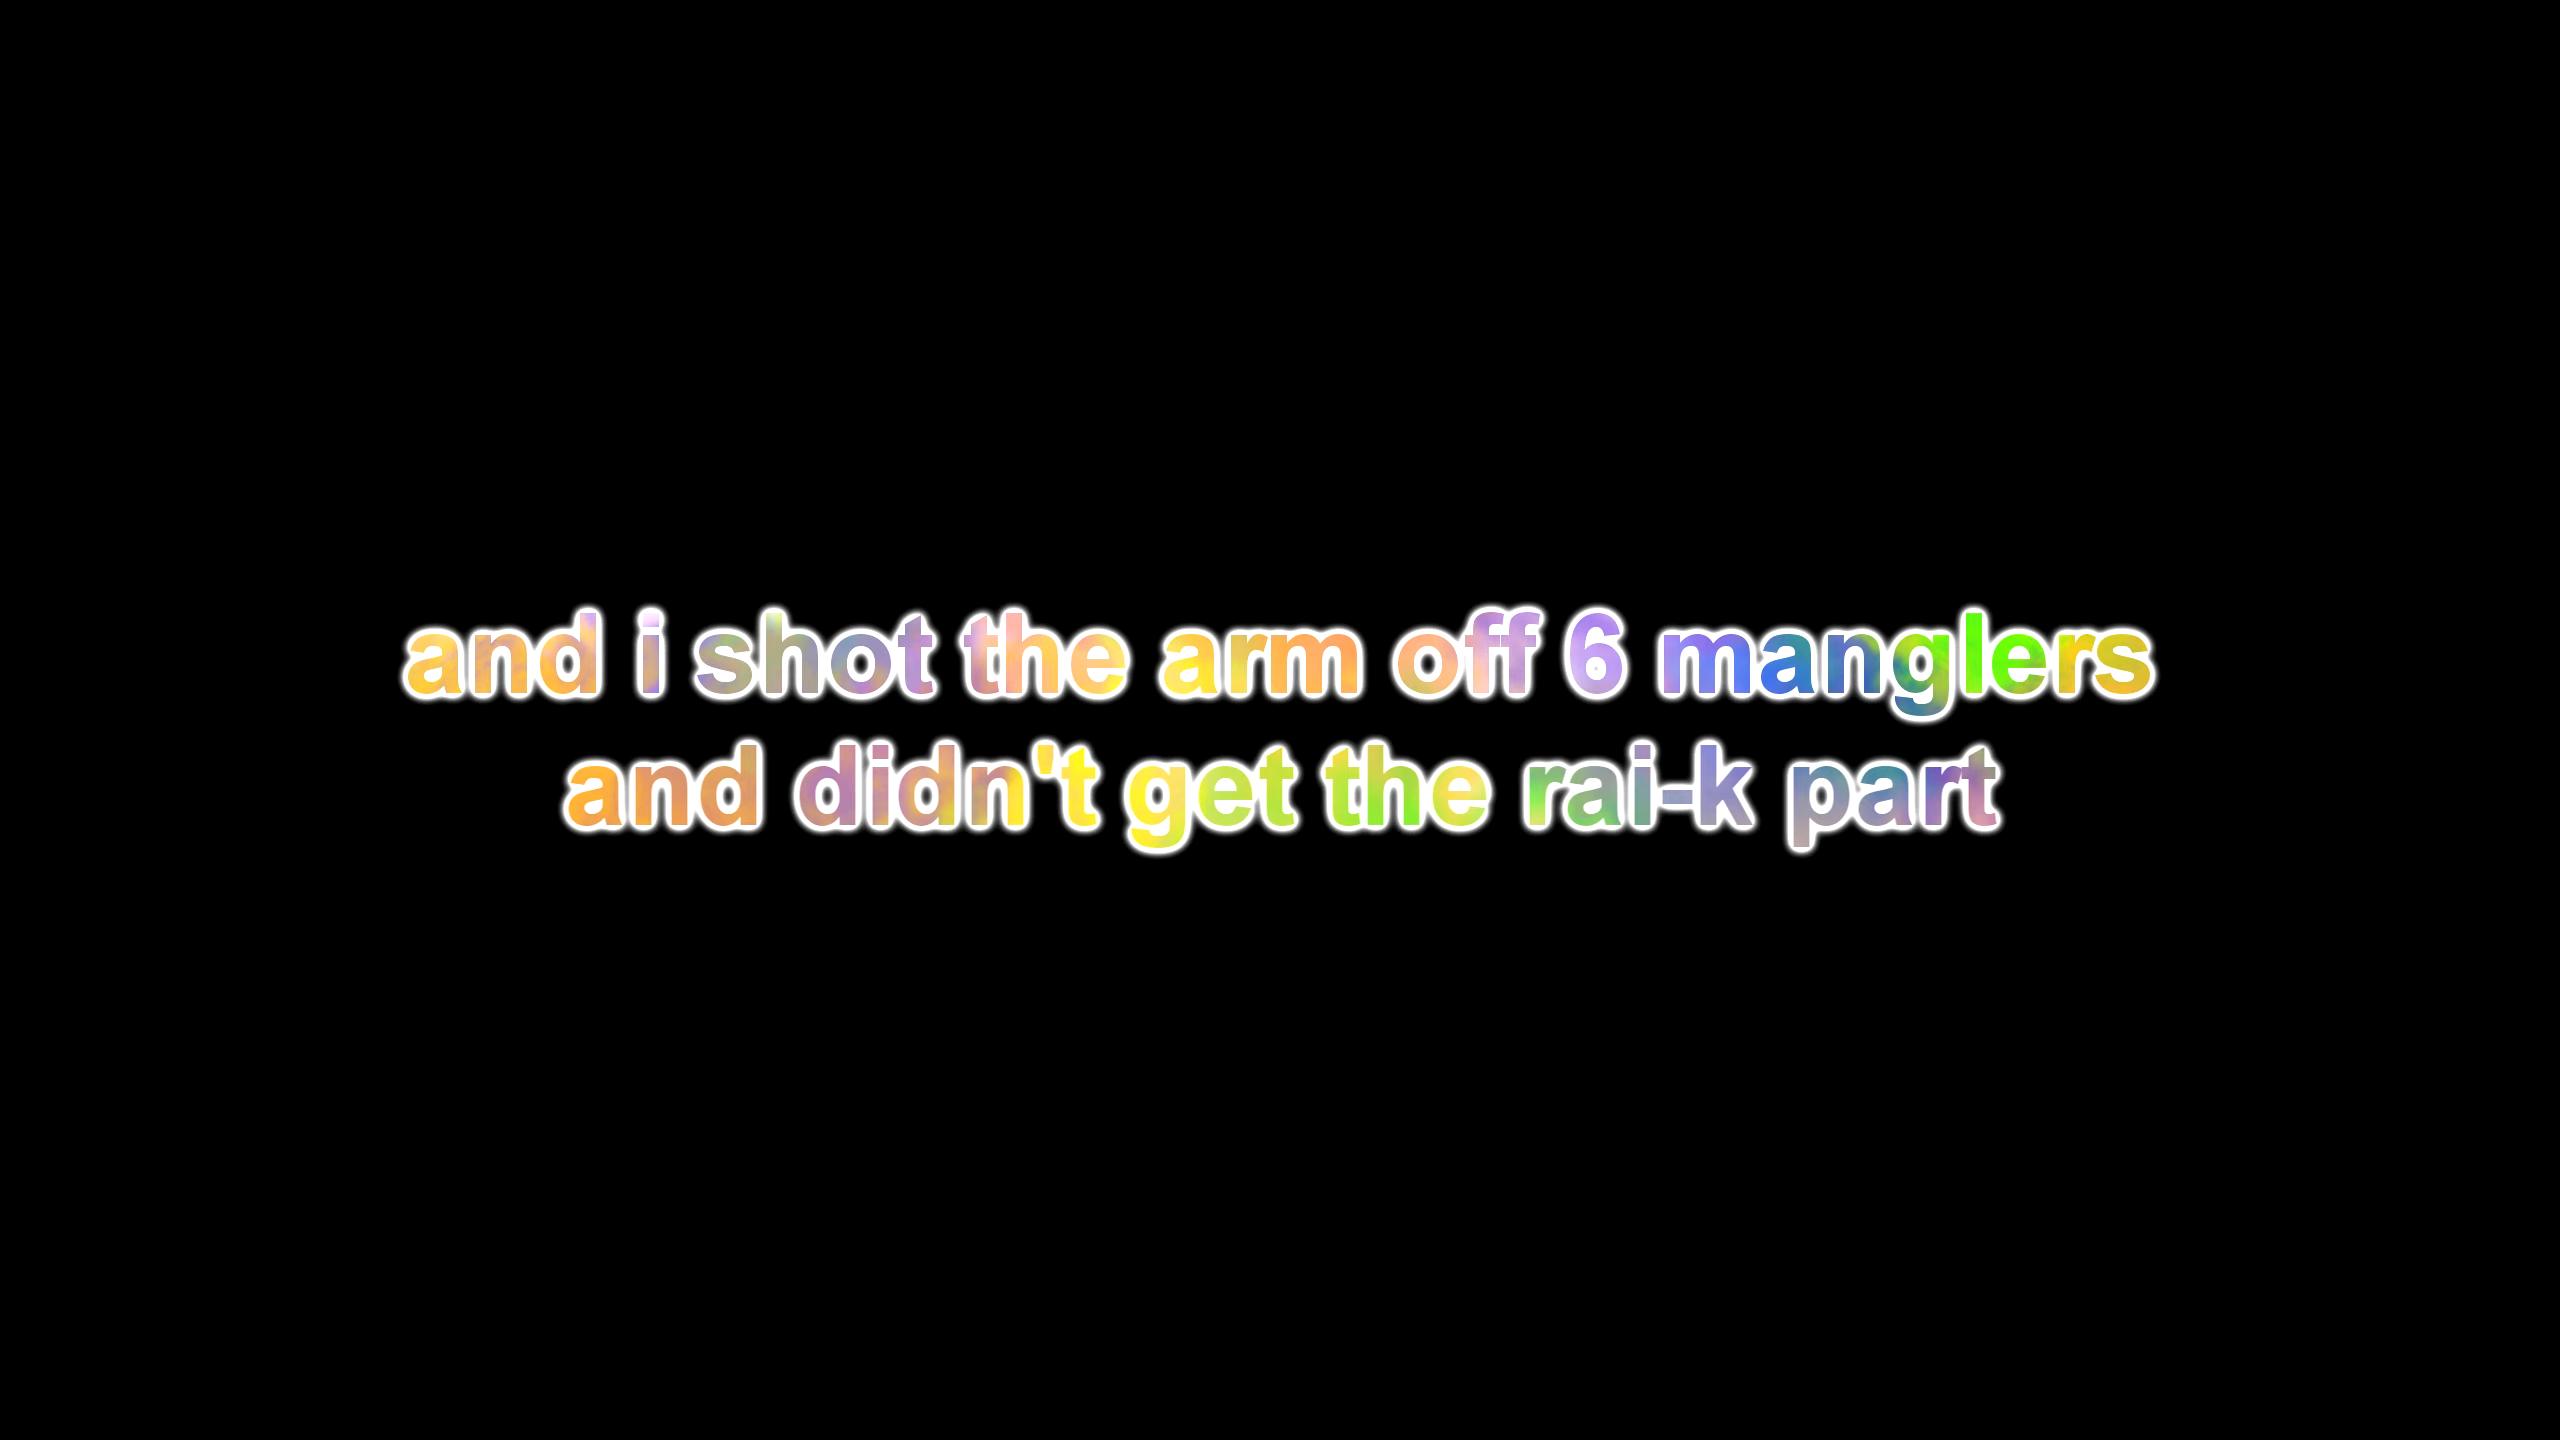 and i shot the arm off 6 manglers
and didn't get the rai-k part